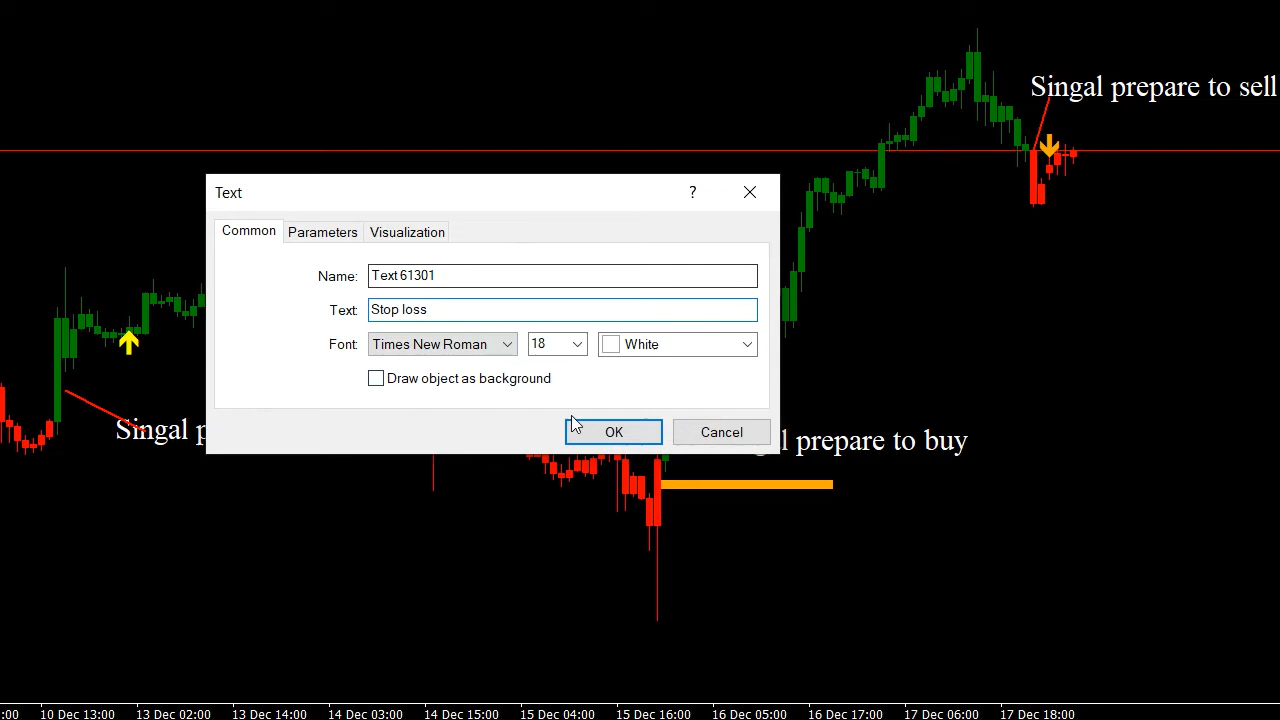 Singal prepare to sell
Text
?
Common Parameters Visualization
Name: Text 61301
Text: Stop loss
Font: Times New Roman 18 White
Draw object as background
OK Cancel
Singal p
al prepare to buy
:00 10 Dec 13:00 13 Dec 02:00 13 Dec 14:00 14 Dec 03:00 14 Dec 15:00 15 Dec 04:00 15 Dec 16:00 16 Dec 05:00 16 Dec 17:00 17 Dec 06:00 17 Dec 18:00